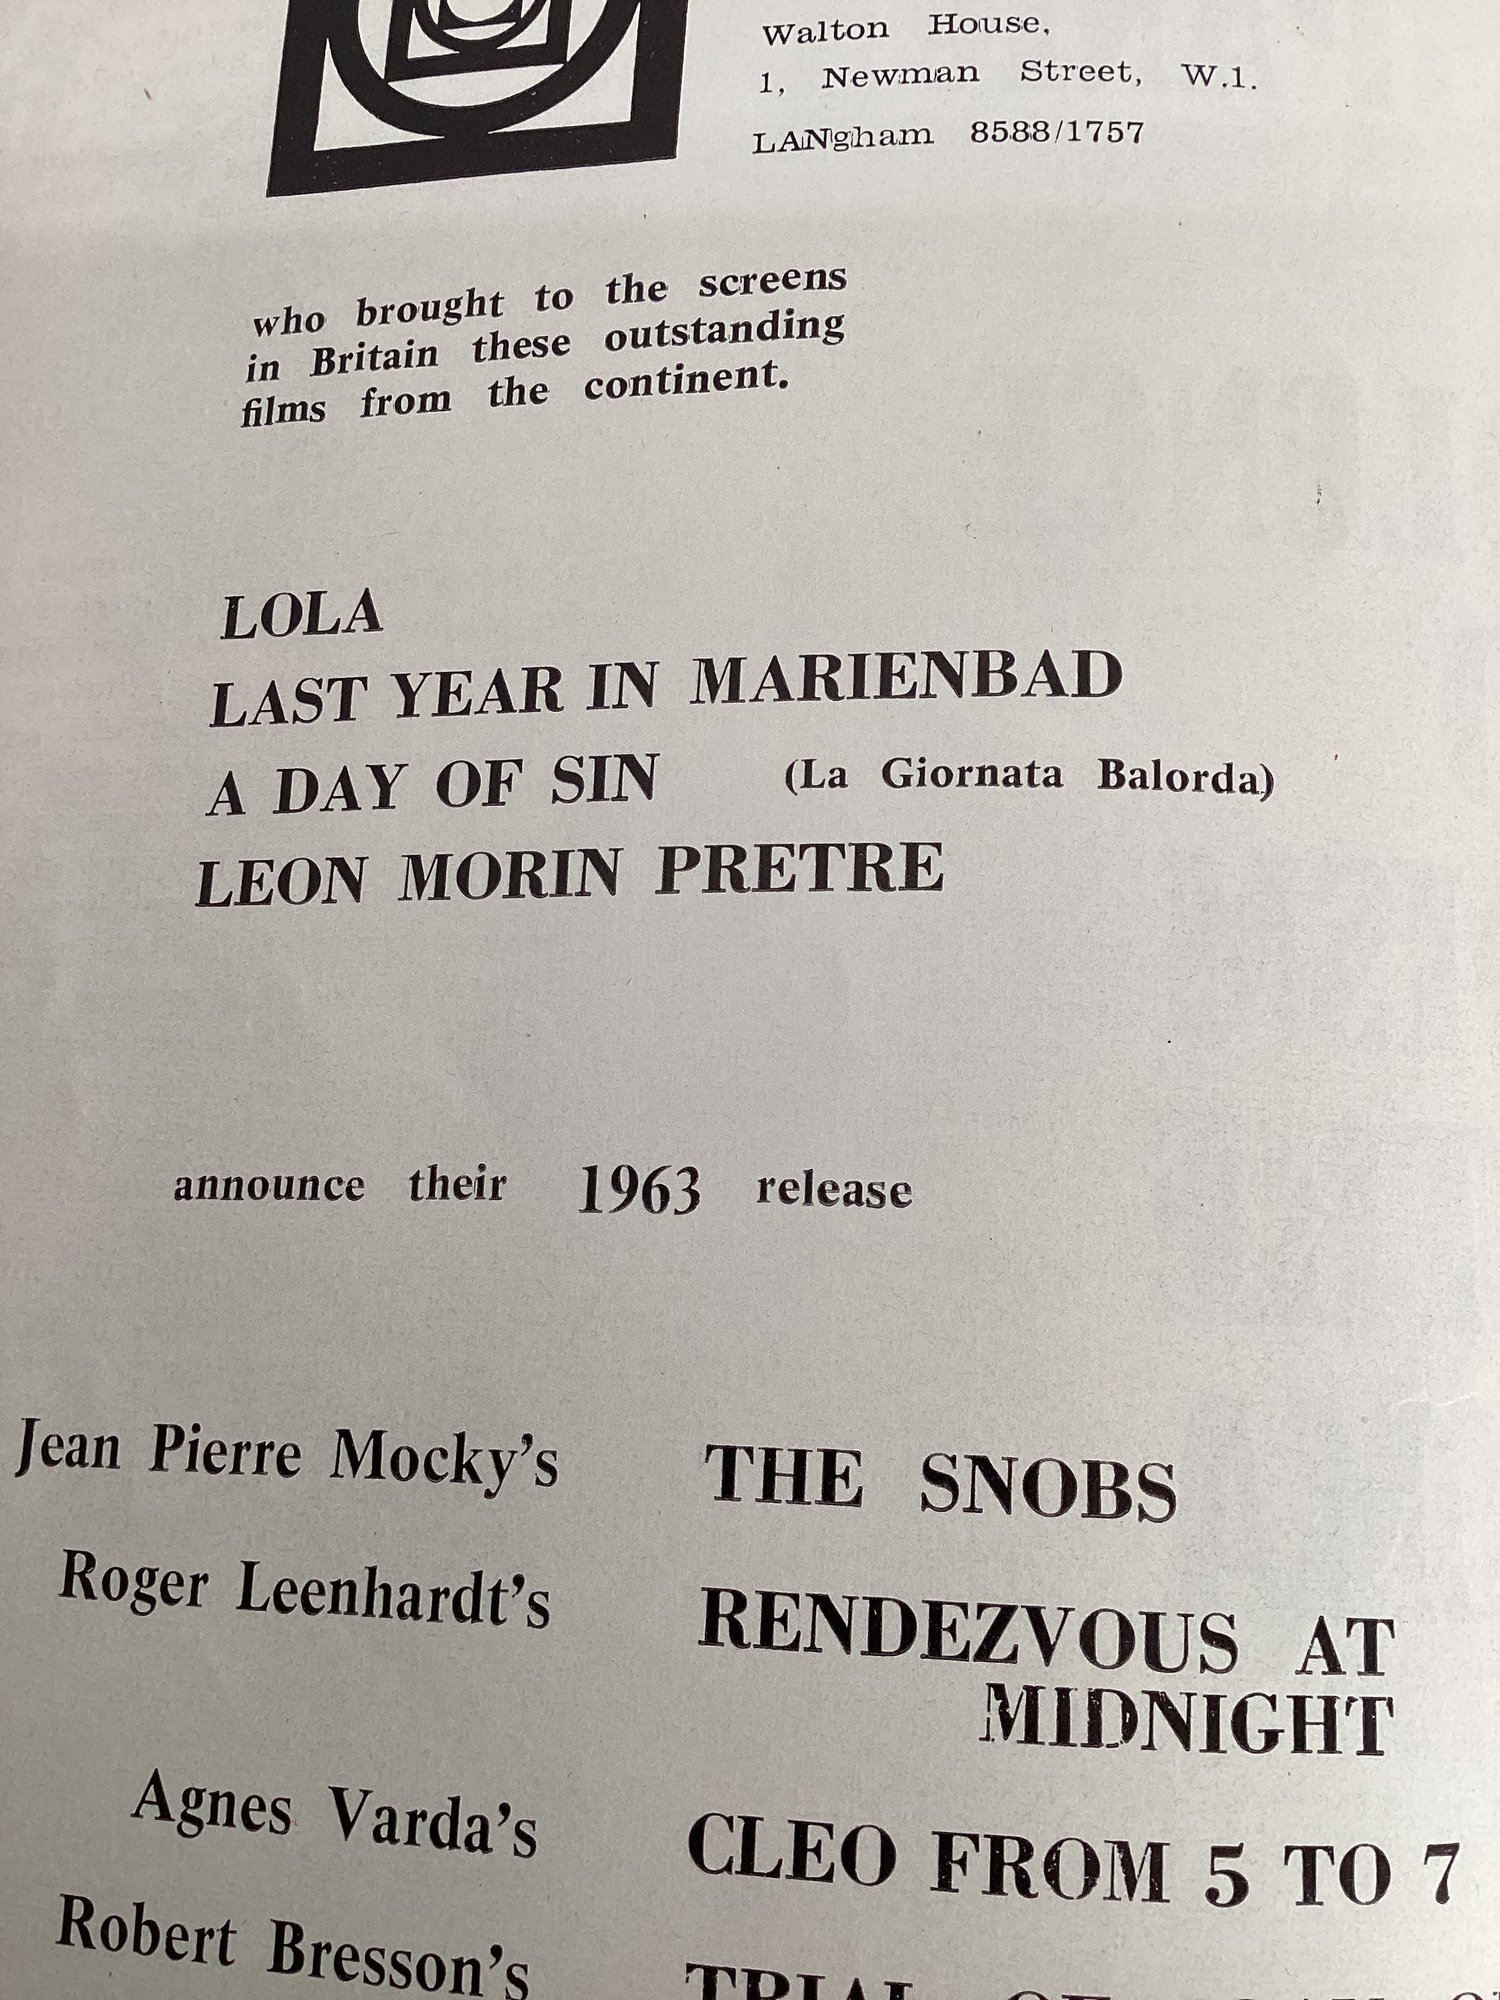 Walton House,
1, Newman Street, W.1.
LANgham 8588/1757
who brought to the screens
in Britain these outstanding
films from the continent.
LOLA
LAST YEAR IN MARIENBAD
A DAY OF SIN (La Giornata Balorda)
LEON MORIN PRETRE
announce their 1963 release
Jean Pierre Mocky's THE SNOBS
Roger Leenhardt's RENDEZVOUS AT
MIDNIGHT
Agnes Varda's CLEO FROM 5 TO 7
Robert Bresson's TRIAL OF